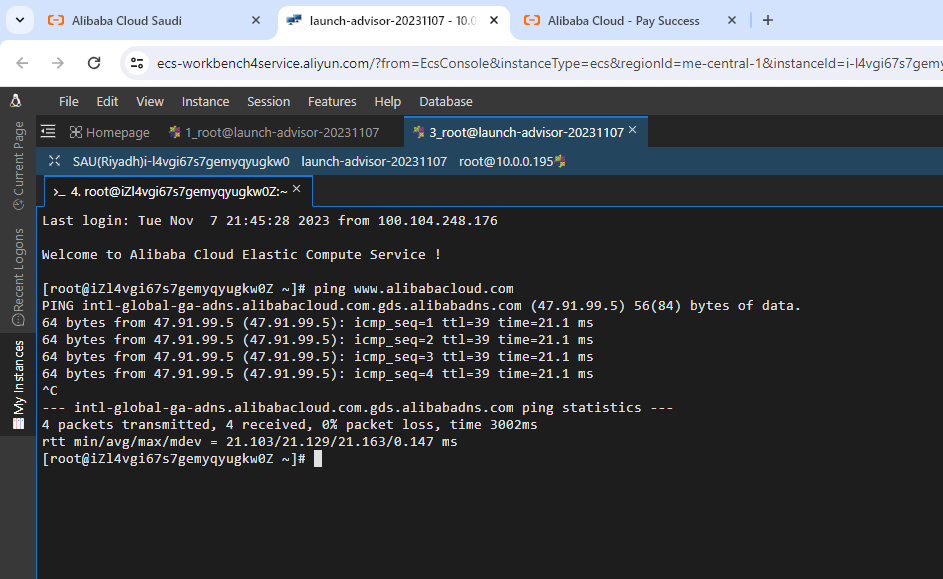 Alibaba Cloud Saudi
launch-advisor-20231107 - 10.0
Alibaba Cloud - Pay Success
ecs-workbench4service.aliyun.com/?from=EcsConsole&instanceType=ecs&regionId=me-central-1&instanceId=i-l4vgi67s7gemy
File Edit View Instance Session Features Help Database
Homepage 1_root@launch-advisor-20231107 3_root@launch-advisor-20231107
SAU(Riyadh)i-l4vgi67s7gemyqyugkw0 launch-advisor-20231107 root@10.0.0.195
>_ 4. root@iZl4vgi67s7gemyqyugkw0Z:~
Current Page
Recent Logons
My Instances
Last login: Tue Nov  7 21:45:28 2023 from 100.104.248.176
Welcome to Alibaba Cloud Elastic Compute Service !
[root@iZl4vgi67s7gemyqyugkw0Z ~]# ping www.alibabacloud.com
PING intl-global-ga-adns.alibabacloud.com.gds.alibabadns.com (47.91.99.5) 56(84) bytes of data.
64 bytes from 47.91.99.5 (47.91.99.5): icmp_seq=1 ttl=39 time=21.1 ms
64 bytes from 47.91.99.5 (47.91.99.5): icmp_seq=2 ttl=39 time=21.1 ms
64 bytes from 47.91.99.5 (47.91.99.5): icmp_seq=3 ttl=39 time=21.1 ms
64 bytes from 47.91.99.5 (47.91.99.5): icmp_seq=4 ttl=39 time=21.1 ms
^C
--- intl-global-ga-adns.alibabacloud.com.gds.alibabadns.com ping statistics ---
4 packets transmitted, 4 received, 0% packet loss, time 3002ms
rtt min/avg/max/mdev = 21.103/21.129/21.163/0.147 ms
[root@iZl4vgi67s7gemyqyugkw0Z ~]#